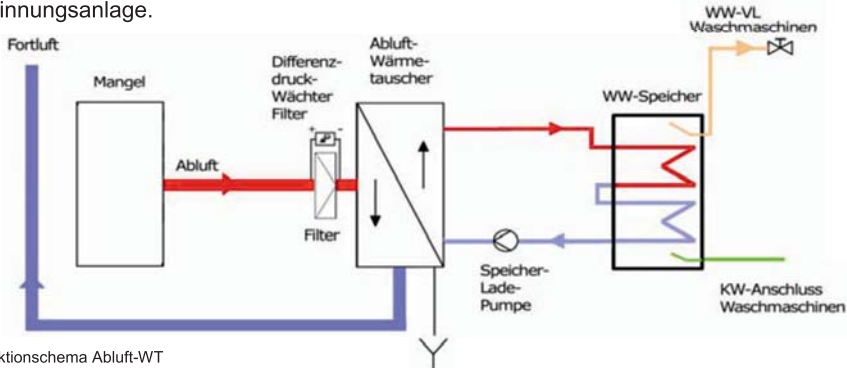 innungsanlage.
Fortluft
Mangel
Abluft
Differenz-
druck-
Wächter
Filter
+ P -
Filter
Abluft-
Wärme-
tauscher
WW-VL
Waschmaschinen
WW-Speicher
Speicher-
Lade-
Pumpe
KW-Anschluss
Waschmaschinen
ktionschema Abluft-WT